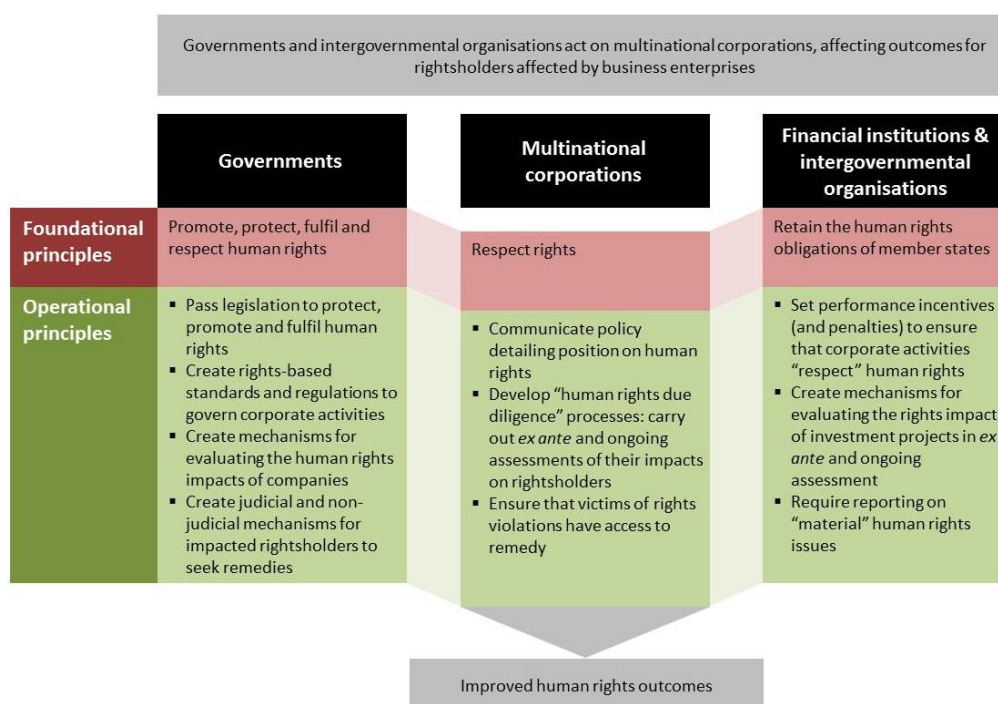 Governments and intergovernmental organisations act on multinational corporations, affecting outcomes for
rightsholders affected by business enterprises
Governments
Multinational
corporations
Financial institutions &
intergovernmental
organisations
Foundational
principles
Promote, protect, fulfil and
respect human rights
Respect rights
Retain the human rights
obligations of member states
Operational
principles
▪ Pass legislation to protect,
promote and fulfil human
rights
▪ Create rights-based
standards and regulations to
govern corporate activities
▪ Create mechanisms for
evaluating the human rights
impacts of companies
▪ Create judicial and non-
judicial mechanisms for
impacted rightsholders to
seek remedies
▪ Communicate policy
detailing position on human
rights
▪ Develop “human rights due
diligence” processes: carry
out ex ante and ongoing
assessments of their impacts
on rightsholders
▪ Ensure that victims of rights
violations have access to
remedy
▪ Set performance incentives
(and penalties) to ensure
that corporate activities
“respect” human rights
▪ Create mechanisms for
evaluating the rights impact
of investment projects in ex
ante and ongoing
assessment
▪ Require reporting on
“material” human rights
issues
Improved human rights outcomes